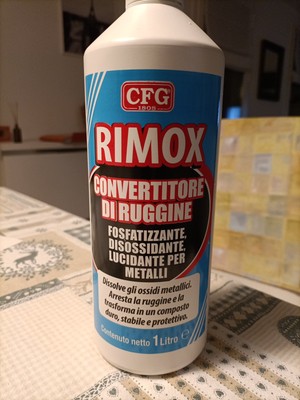 CFG
1909
RIMOX
CONVERTITORE
DI RUGGINE
FOSFATIZZANTE,
DISOSSIDANTE,
LUCIDANTE PER
METALLI
Dissolve gli ossidi metallici.
Arresta la ruggine e la
trasforma in un composto
duro, stabile e protettivo.
Contenuto netto 1 Litro ℮